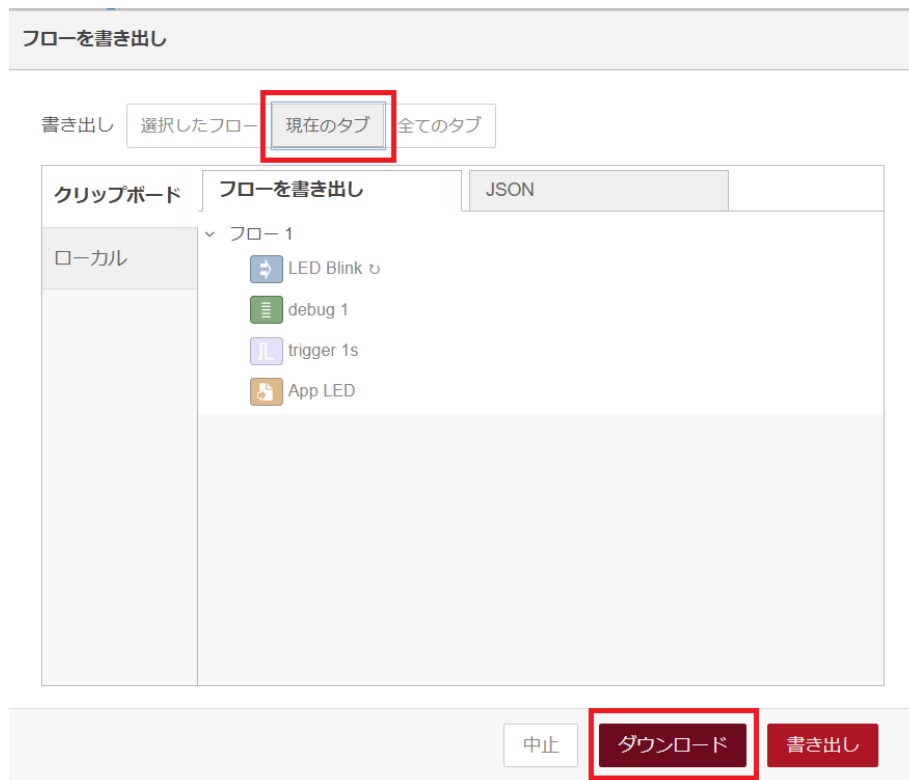 フローを書き出し
書き出し 選択したフロー 現在のタブ 全てのタブ
クリップボード フローを書き出し JSON
ローカル
フロー 1
LED Blink ↻
debug 1
trigger 1s
App LED
中止 ダウンロード 書き出し